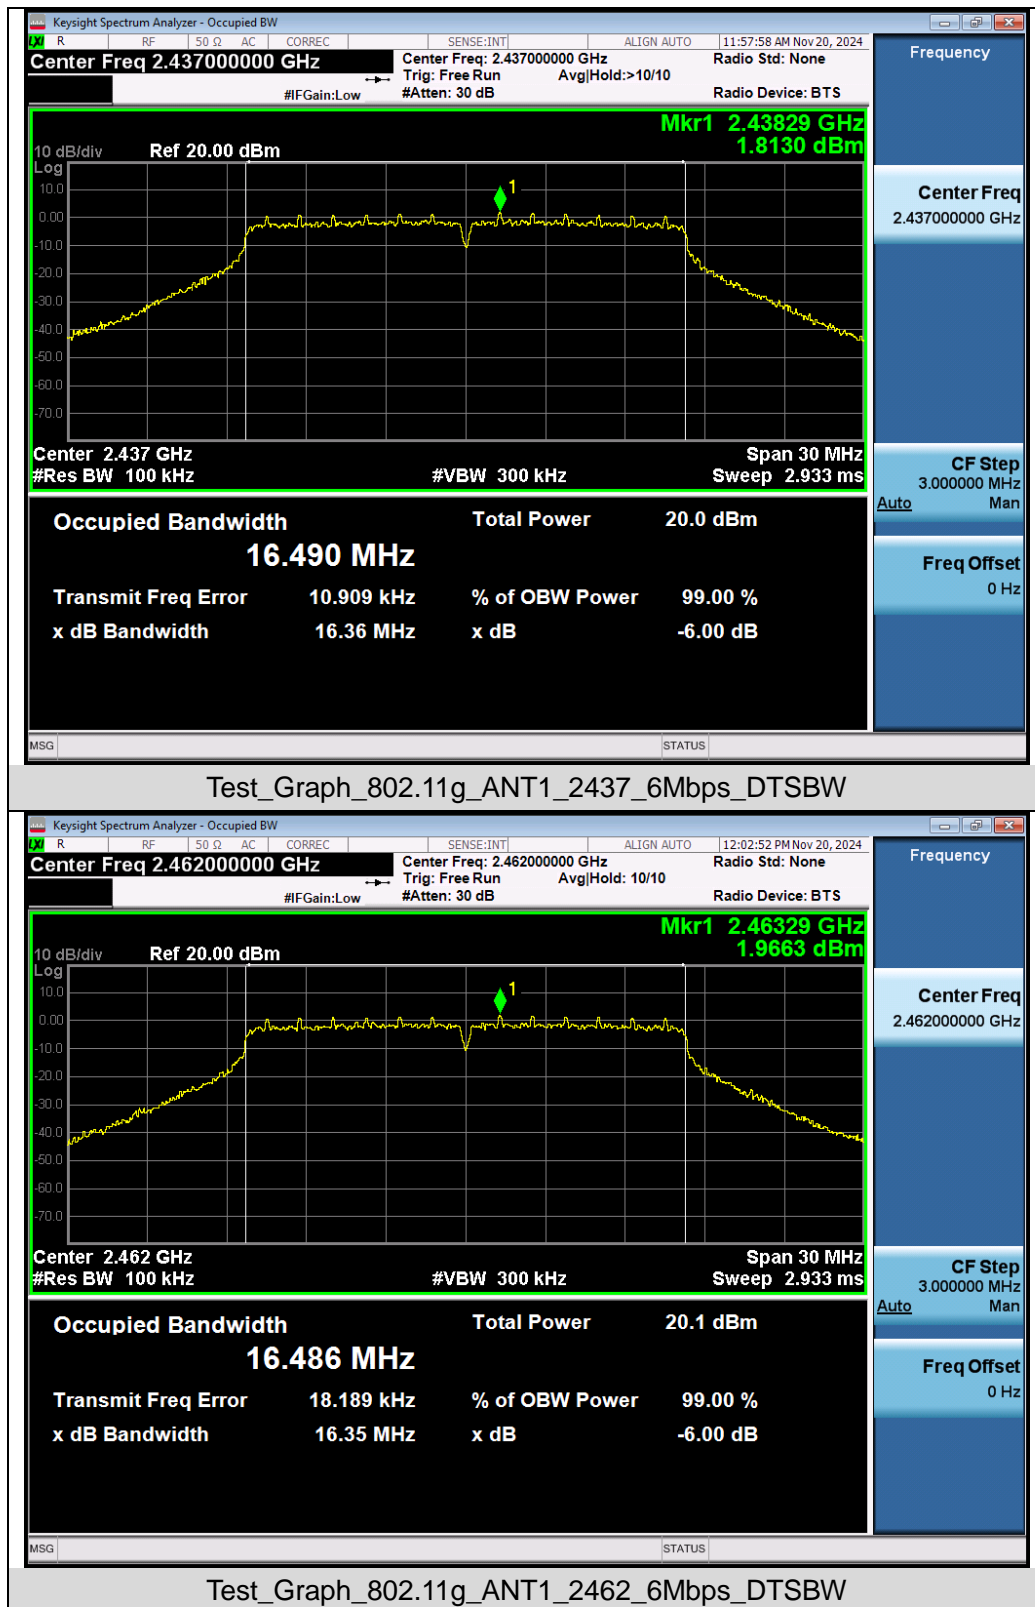 Keysight Spectrum Analyzer - Occupied BW
LXI R RF 50 Ω AC CORREC SENSE:INT ALIGN AUTO 11:57:58 AM Nov 20, 2024
Center Freq 2.437000000 GHz
Center Freq: 2.437000000 GHz
Radio Std: None
Trig: Free Run Avg|Hold:>10/10
#IFGain:Low #Atten: 30 dB Radio Device: BTS
Frequency
Mkr1 2.43829 GHz
1.8130 dBm
10 dB/div Ref 20.00 dBm
Log
10.0
0.00
-10.0
-20.0
-30.0
-40.0
-50.0
-60.0
-70.0
1
Center Freq
2.437000000 GHz
Center 2.437 GHz Span 30 MHz
#Res BW 100 kHz #VBW 300 kHz Sweep 2.933 ms
CF Step
3.000000 MHz
Auto Man
Occupied Bandwidth Total Power 20.0 dBm
16.490 MHz
Transmit Freq Error 10.909 kHz % of OBW Power 99.00 %
x dB Bandwidth 16.36 MHz x dB -6.00 dB
Freq Offset
0 Hz
MSG STATUS
Test_Graph_802.11g_ANT1_2437_6Mbps_DTSBW
Keysight Spectrum Analyzer - Occupied BW
LXI R RF 50 Ω AC CORREC SENSE:INT ALIGN AUTO 12:02:52 PM Nov 20, 2024
Center Freq 2.462000000 GHz
Center Freq: 2.462000000 GHz
Radio Std: None
Trig: Free Run Avg|Hold: 10/10
#IFGain:Low #Atten: 30 dB Radio Device: BTS
Frequency
Mkr1 2.46329 GHz
1.9663 dBm
10 dB/div Ref 20.00 dBm
Log
10.0
0.00
-10.0
-20.0
-30.0
-40.0
-50.0
-60.0
-70.0
1
Center Freq
2.462000000 GHz
Center 2.462 GHz Span 30 MHz
#Res BW 100 kHz #VBW 300 kHz Sweep 2.933 ms
CF Step
3.000000 MHz
Auto Man
Occupied Bandwidth Total Power 20.1 dBm
16.486 MHz
Transmit Freq Error 18.189 kHz % of OBW Power 99.00 %
x dB Bandwidth 16.35 MHz x dB -6.00 dB
Freq Offset
0 Hz
MSG STATUS
Test_Graph_802.11g_ANT1_2462_6Mbps_DTSBW